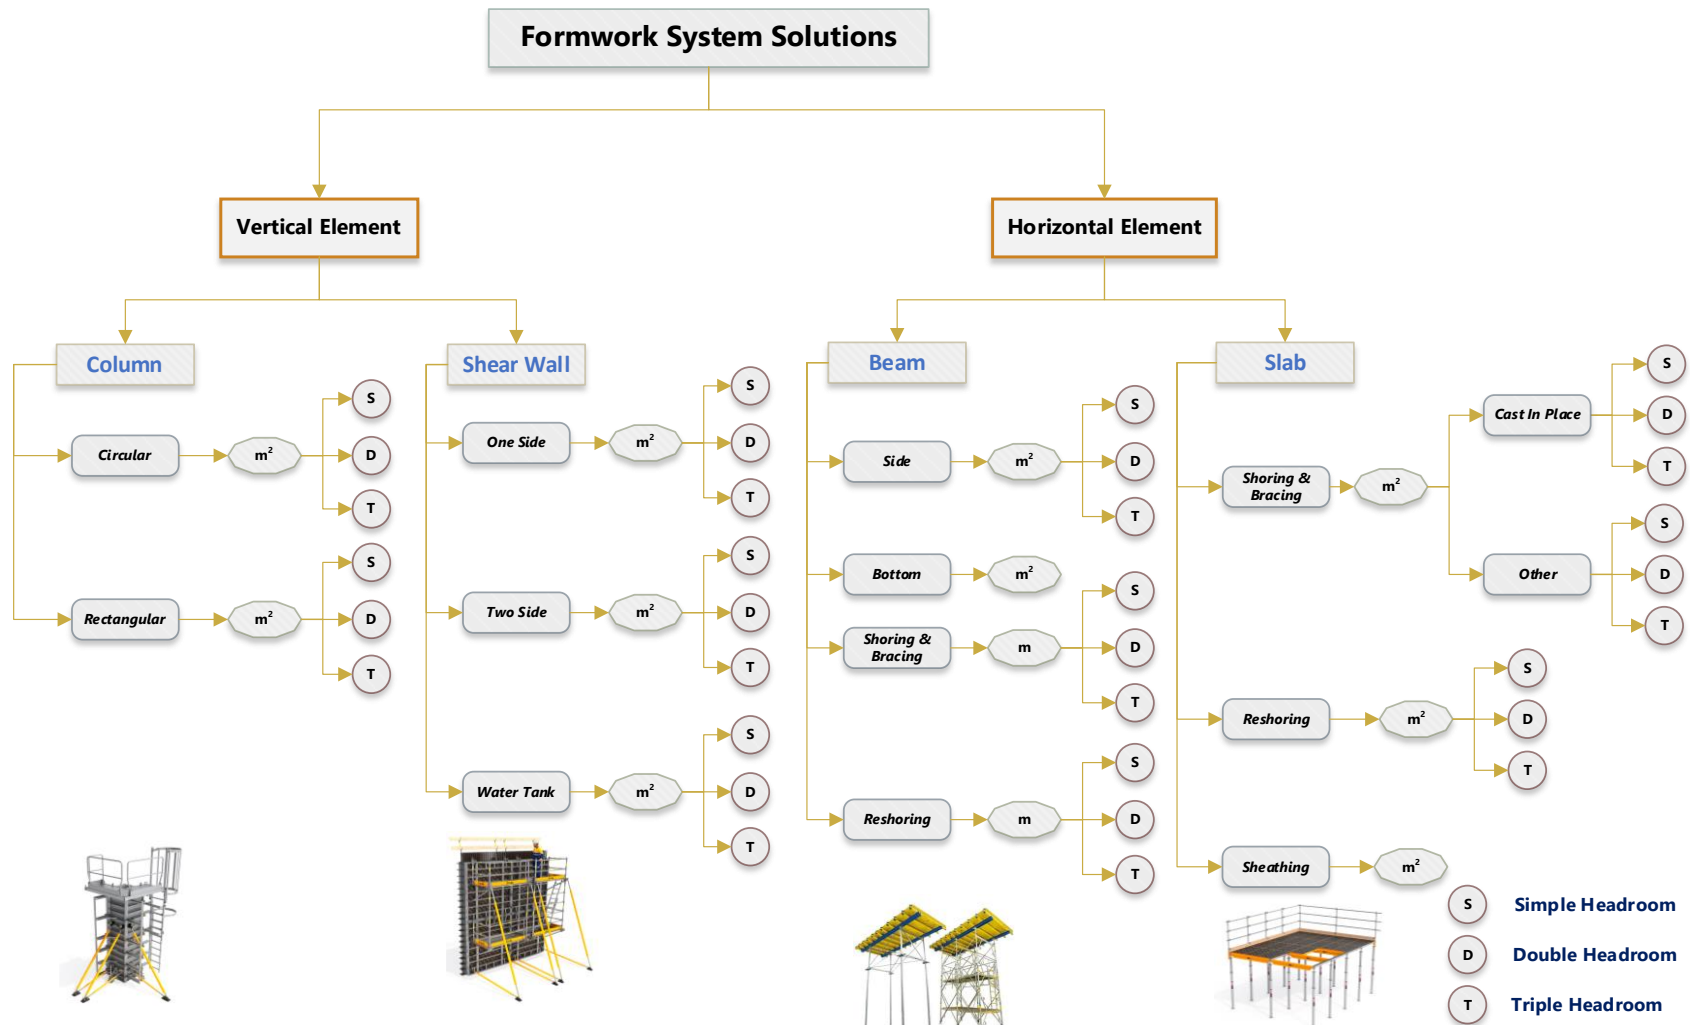 Formwork System Solutions
Vertical Element
Horizontal Element
Column
Circular
m²
S
D
T
Rectangular
m²
S
D
T
Shear Wall
One Side
m²
S
D
T
Two Side
m²
S
D
T
Water Tank
m²
S
D
T
Beam
Side
m²
S
D
T
Bottom
m²
Shoring &
Bracing
m
S
D
T
Reshoring
m
S
D
T
Slab
Shoring &
Bracing
m²
Cast In Place
S
D
T
Other
S
D
T
Reshoring
m²
S
D
T
Sheathing
m²
S Simple Headroom
D Double Headroom
T Triple Headroom